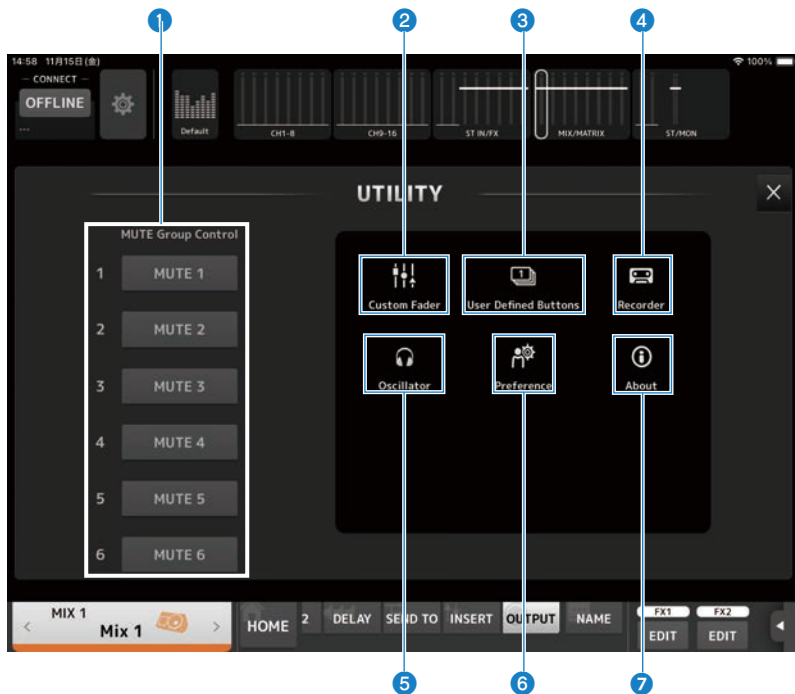 1 2 3 4
14:58 11月15日(金)
100%
CONNECT
OFFLINE
...
Default
CH1-8
CH9-16
ST IN/FX
MIX/MATRIX
ST/MON
UTILITY
MUTE Group Control
1 MUTE 1
2 MUTE 2
3 MUTE 3
4 MUTE 4
5 MUTE 5
6 MUTE 6
Custom Fader
1
User Defined Buttons
Recorder
Oscillator
Preference
About
MIX 1
Mix 1
HOME
2
DELAY
SEND TO
INSERT
OUTPUT
NAME
FX1
EDIT
FX2
EDIT
5 6 7